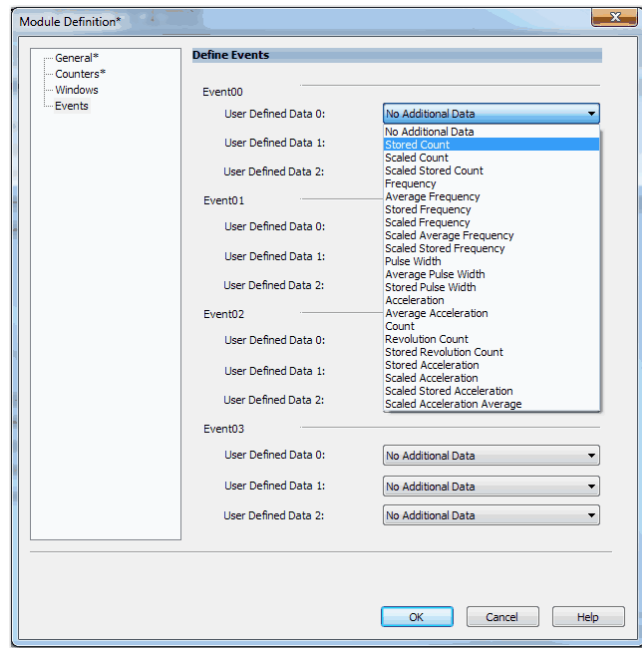 Module Definition*
General*
Counters*
Windows
Events
Define Events
Event00
User Defined Data 0: No Additional Data
No Additional Data
Stored Count
Scaled Count
Scaled Stored Count
Frequency
Average Frequency
Stored Frequency
Scaled Frequency
Scaled Average Frequency
Scaled Stored Frequency
Pulse Width
Average Pulse Width
Stored Pulse Width
Acceleration
Average Acceleration
Count
Revolution Count
Stored Revolution Count
Stored Acceleration
Scaled Acceleration
Scaled Stored Acceleration
Scaled Acceleration Average
User Defined Data 1:
User Defined Data 2:
Event01
User Defined Data 0:
User Defined Data 1:
User Defined Data 2:
Event02
User Defined Data 0:
User Defined Data 1:
User Defined Data 2:
Event03
User Defined Data 0: No Additional Data
User Defined Data 1: No Additional Data
User Defined Data 2: No Additional Data
OK Cancel Help